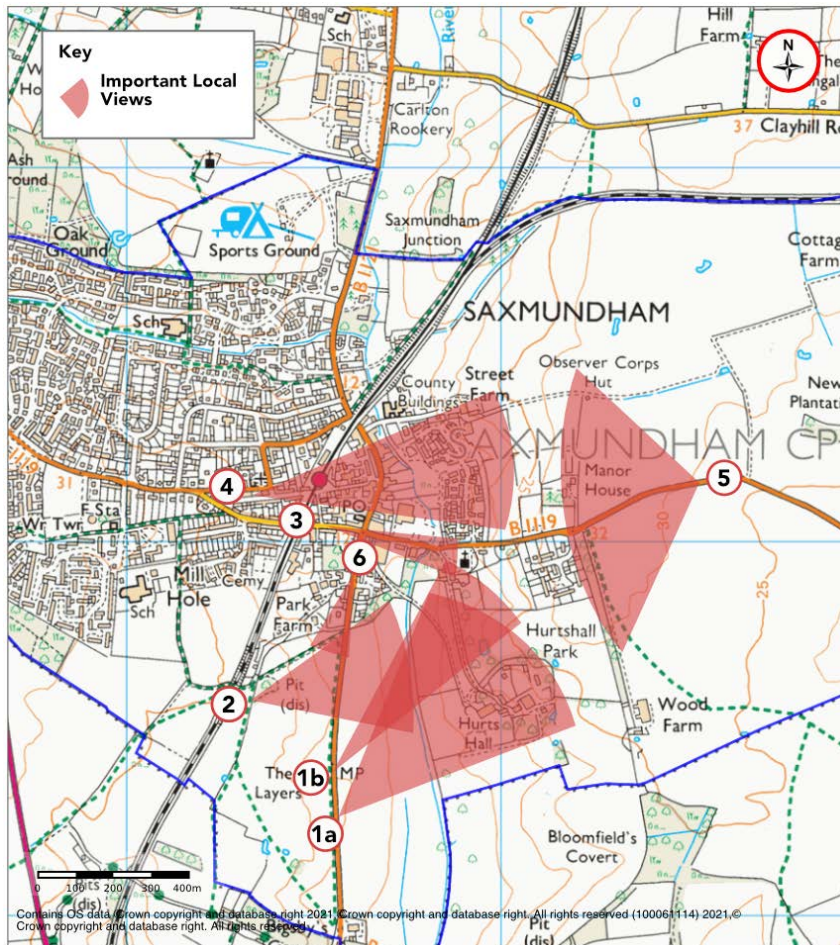 Key
Important Local
Views
N
Sch
Hill
Farm
River
Carlton
Rookery
37
Clayhill R
Ash
Oak
Ground
Sports Ground
Saxmundham
Junction
B 1121
Cottag
Farm
Sch
SAXMUNDHAM
12
County
Buildings
Street
Farm
Observer Corps
Hut
New
Plantati
SAXMUNDHAM CP
B1119
31
4
Manor
House
5
3
PO
B 1119
32
30
Wr Twr
F Sta
6
25
Mill
Hole
Cemy
Sch
Park
Farm
Hurtshall
Park
2
Pit
(dis)
Wood
Farm
Hurts
Hall
The
Layers
1b
MP
1a
Bloomfield's
Covert
Pits
(dis)
0 100 200 300 400m
Pit
(dis)
Contains OS data ©Crown copyright and database right 2021 ©Crown copyright and database right. All rights reserved (100061114) 2021,©
Crown copyright and database right. All rights reserved